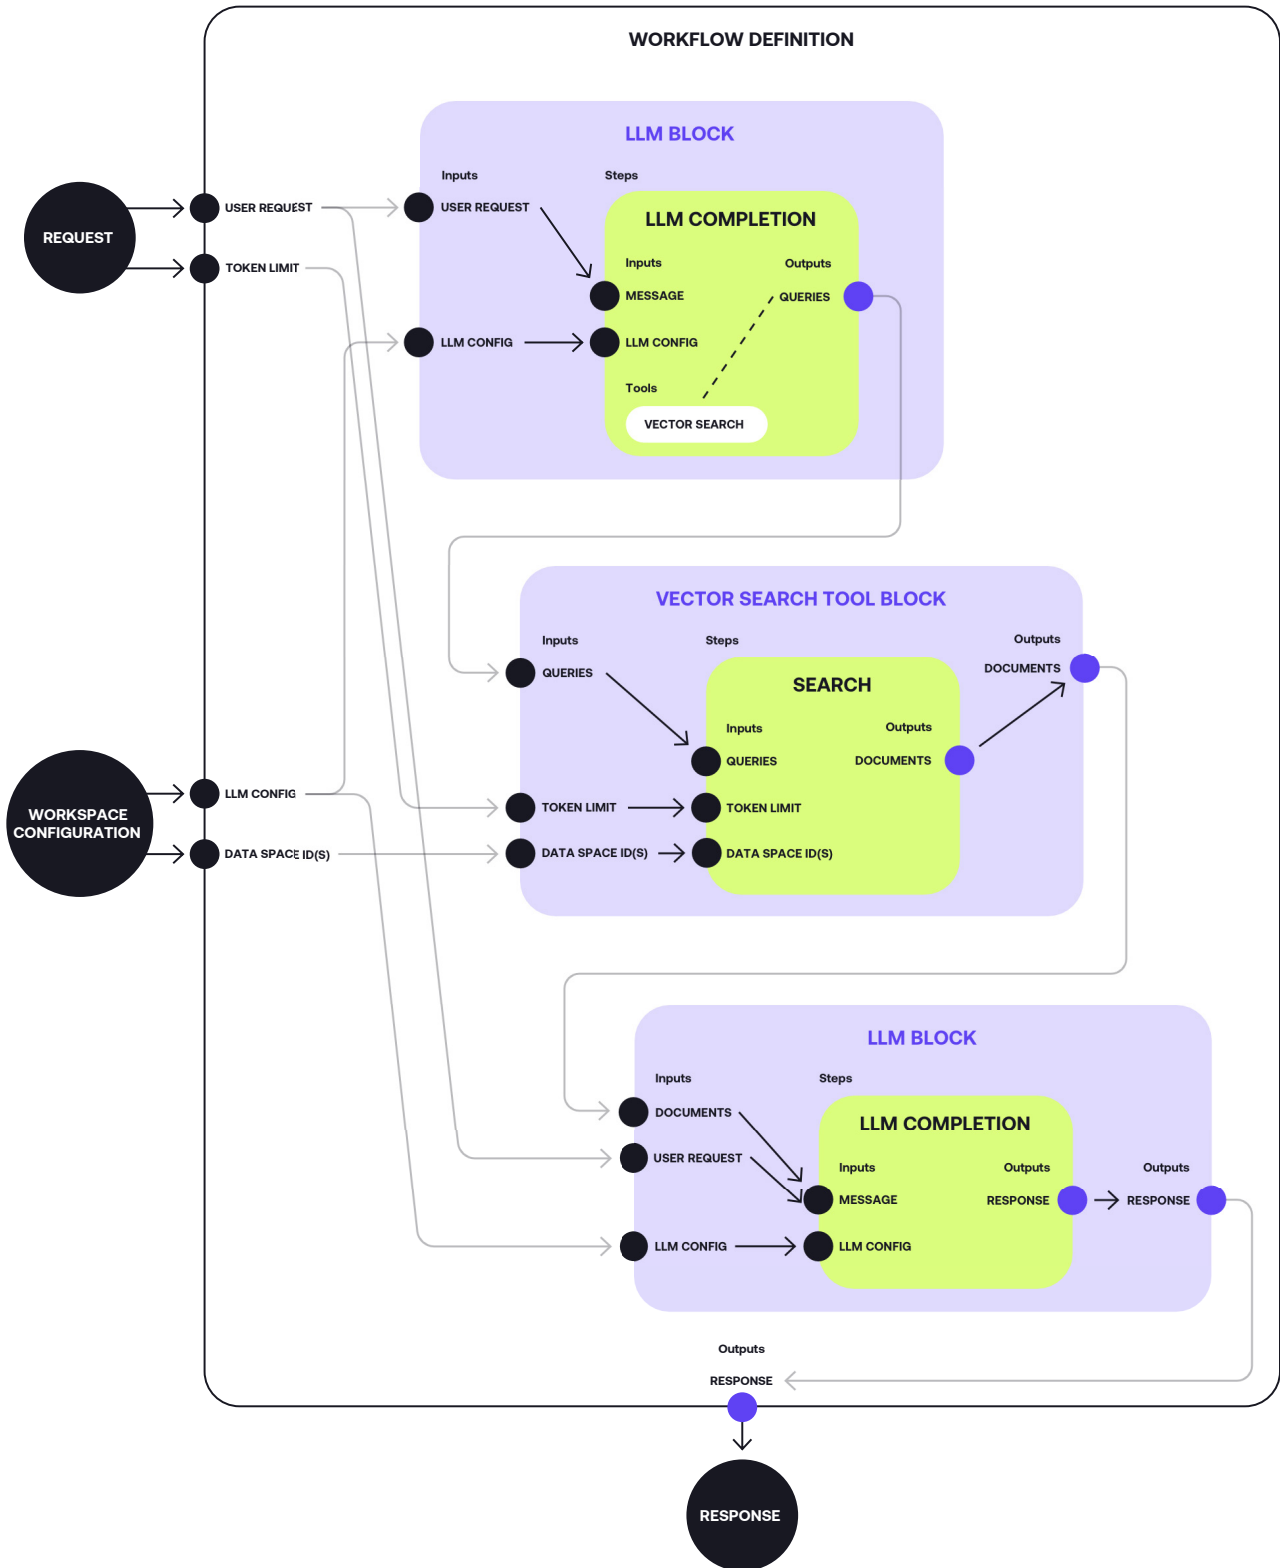 WORKFLOW DEFINITION
LLM BLOCK
Inputs
Steps
USER REQUEST
USER REQUEST
LLM COMPLETION
REQUEST
TOKEN LIMIT
Inputs
Outputs
MESSAGE
QUERIES
LLM CONFIG
LLM CONFIG
Tools
VECTOR SEARCH
VECTOR SEARCH TOOL BLOCK
Inputs
Steps
Outputs
QUERIES
DOCUMENTS
SEARCH
Inputs
Outputs
QUERIES
DOCUMENTS
WORKSPACE
CONFIGURATION
LLM CONFIG
TOKEN LIMIT
TOKEN LIMIT
DATA SPACE ID(S)
DATA SPACE ID(S)
DATA SPACE ID(S)
LLM BLOCK
Inputs
Steps
DOCUMENTS
LLM COMPLETION
USER REQUEST
Inputs
Outputs
Outputs
MESSAGE
RESPONSE
RESPONSE
LLM CONFIG
LLM CONFIG
Outputs
RESPONSE
RESPONSE